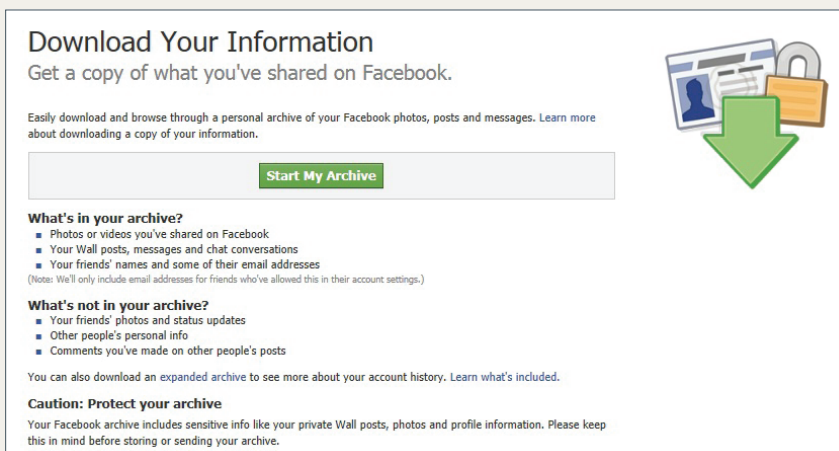 Download Your Information
Get a copy of what you've shared on Facebook.
Easily download and browse through a personal archive of your Facebook photos, posts and messages. Learn more
about downloading a copy of your information.
Start My Archive
What's in your archive?
Photos or videos you've shared on Facebook
Your Wall posts, messages and chat conversations
Your friends' names and some of their email addresses
(Note: We'll only include email addresses for friends who've allowed this in their account settings.)
What's not in your archive?
Your friends' photos and status updates
Other people's personal info
Comments you've made on other people's posts
You can also download an expanded archive to see more about your account history. Learn what's included.
Caution: Protect your archive
Your Facebook archive includes sensitive info like your private Wall posts, photos and profile information. Please keep
this in mind before storing or sending your archive.